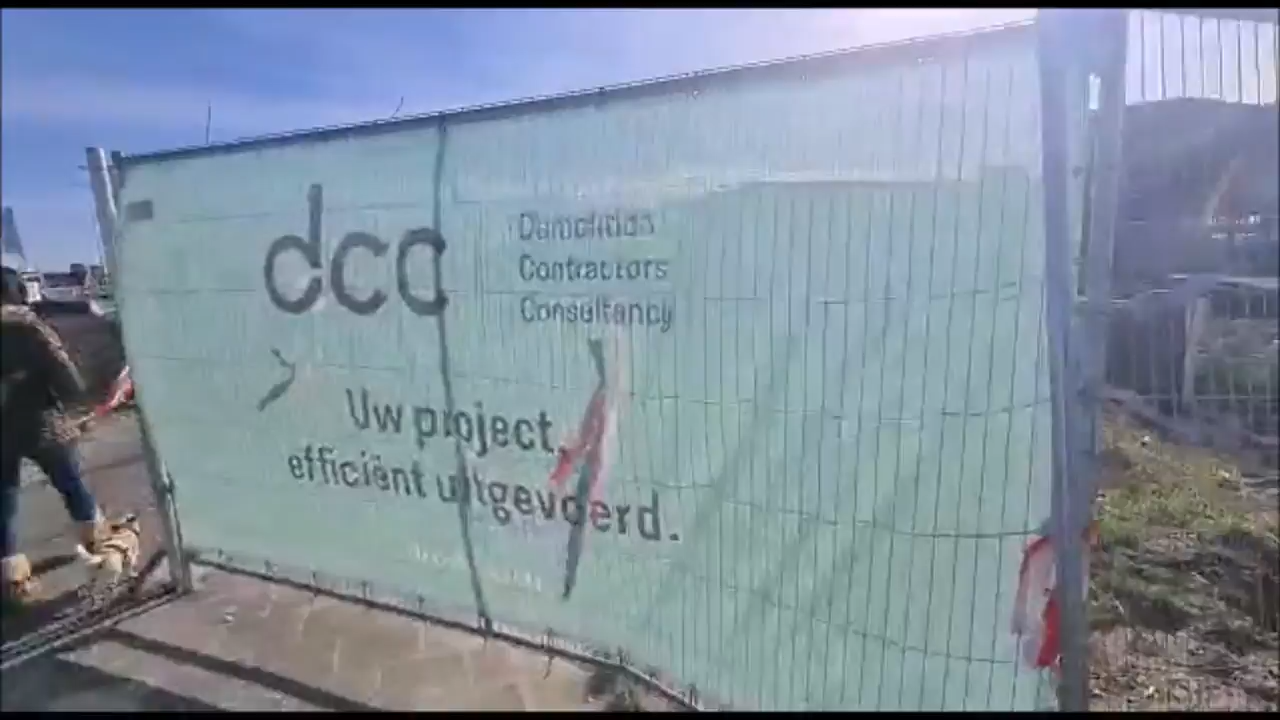 dcc
Demolition
Contractors
Consultancy
Uw project,
efficiënt uitgevoerd.